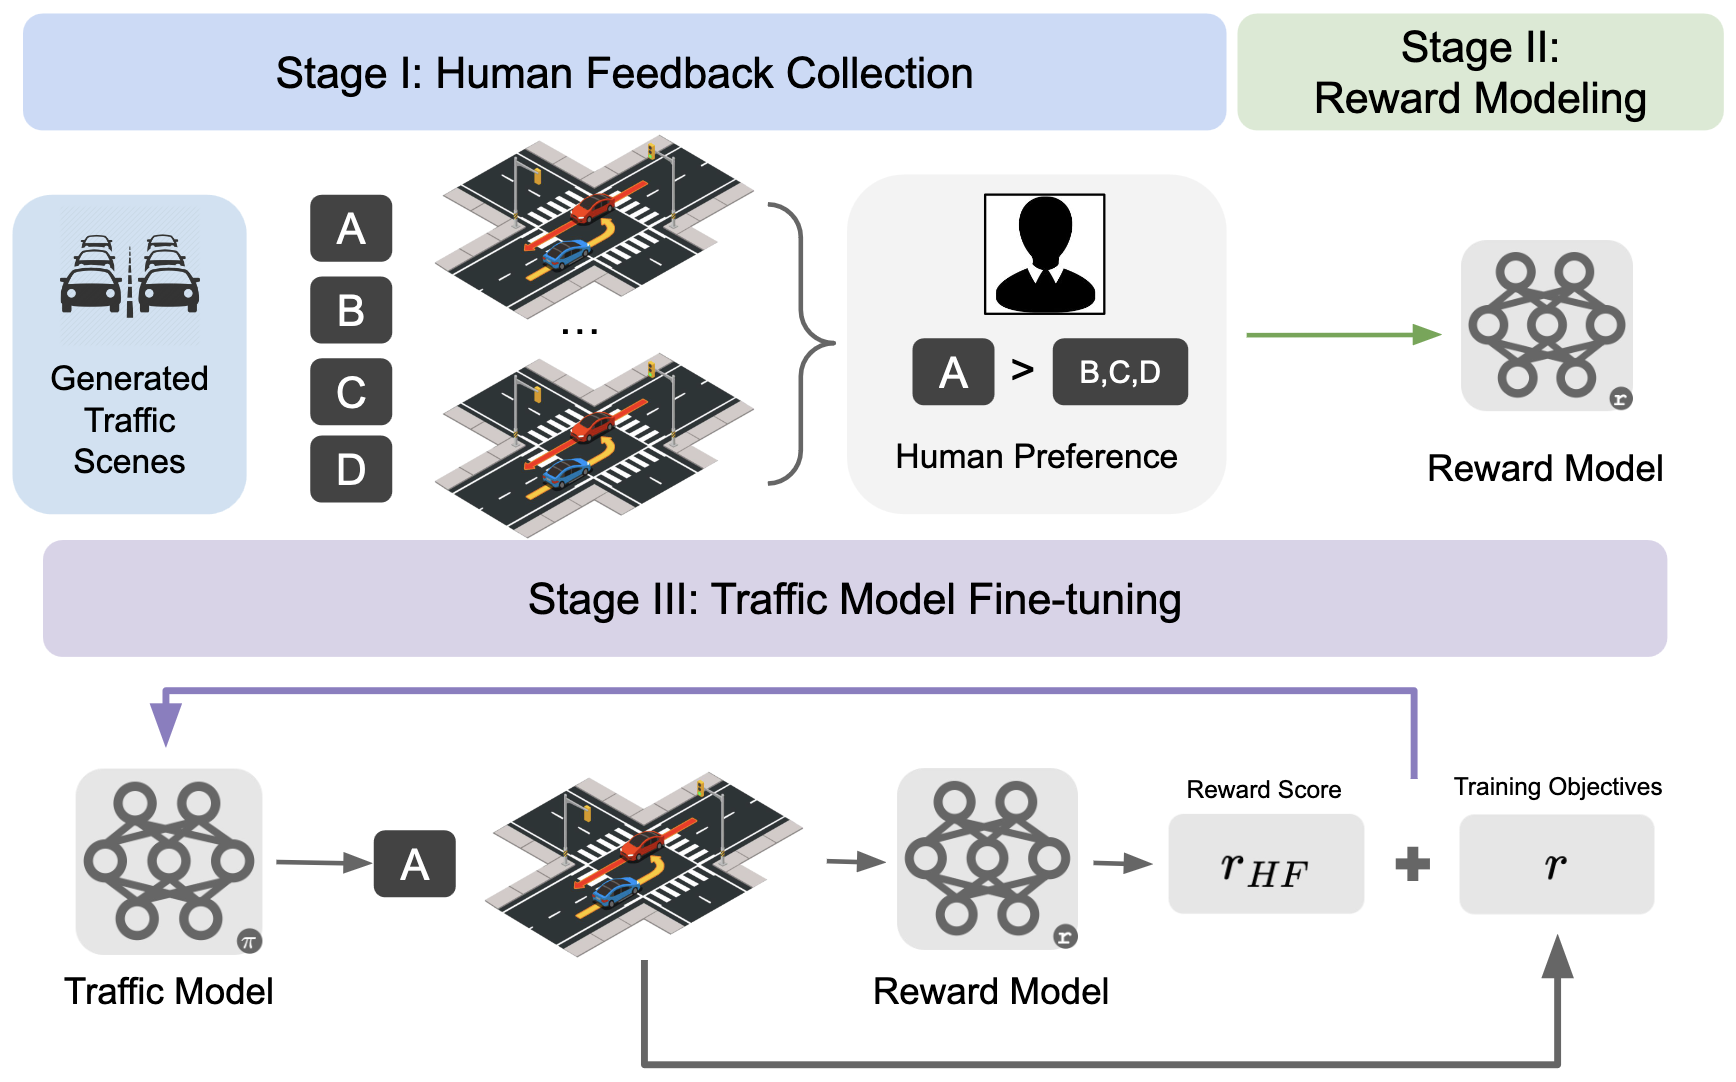 Stage I: Human Feedback Collection
Stage II:
Reward Modeling
Generated
Traffic
Scenes
A
B
C
D
...
A > B,C,D
Human Preference
r
Reward Model
Stage III: Traffic Model Fine-tuning
π
Traffic Model
A
r
Reward Model
Reward Score
r_{HF}
+
Training Objectives
r